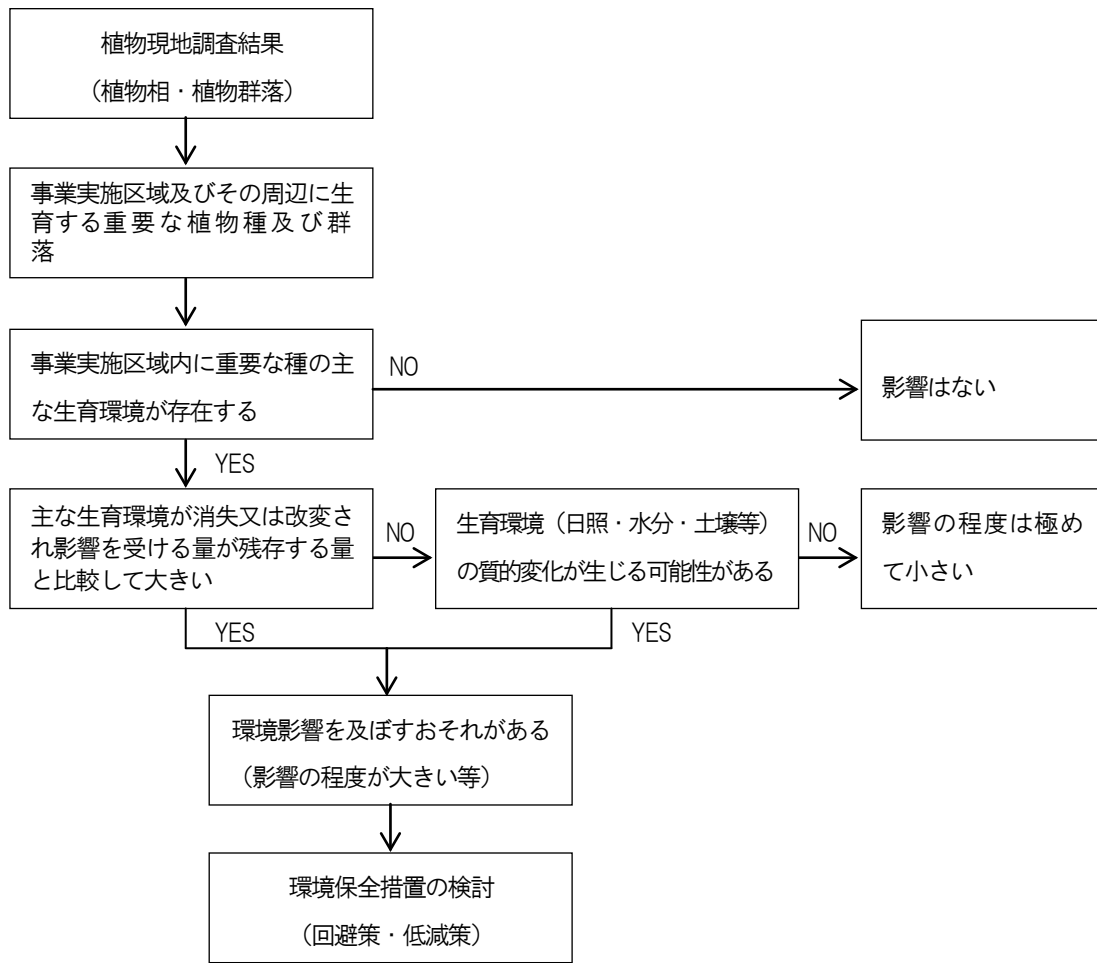 植物現地調査結果
（植物相・植物群落）
事業実施区域及びその周辺に生
育する重要な植物種及び群
落
事業実施区域内に重要な種の主
な生育環境が存在する
NO
影響はない
YES
主な生育環境が消失又は改変さ
れ影響を受ける量が残存する量
と比較して大きい
NO
生育環境（日照・水分・土壌等）
の質的変化が生じる可能性がある
NO
影響の程度は極め
て小さい
YES
YES
環境影響を及ぼすおそれがある
（影響の程度が大きい等）
環境保全措置の検討
（回避策・低減策）